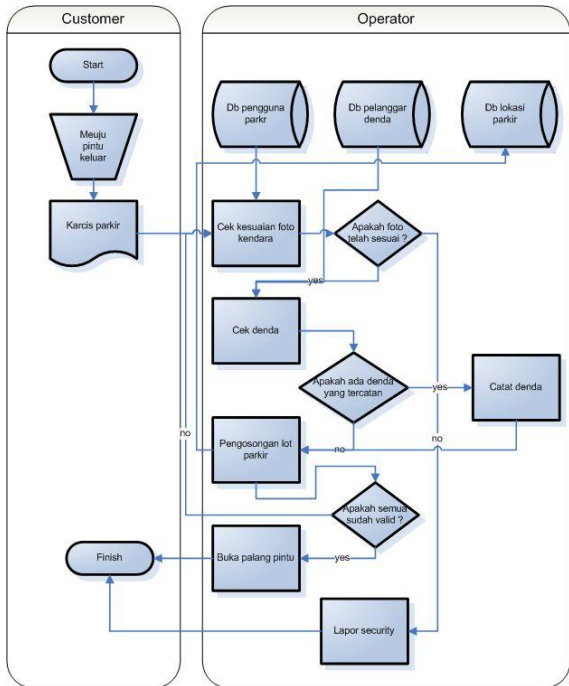 Customer
Operator
Start
Db pengguna
parkr
Db pelanggar
denda
Db lokasi
parkir
Meuju
pintu
keluar
Karcis parkir
Cek kesuaian foto
kendara
Apakah foto
telah sesuai ?
yes
Cek denda
Apakah ada denda
yang tercatan
yes
Catat denda
no
Pengosongan lot
parkir
no
no
Apakah semua
sudah valid ?
Finish
Buka palang pintu
yes
Lapor security